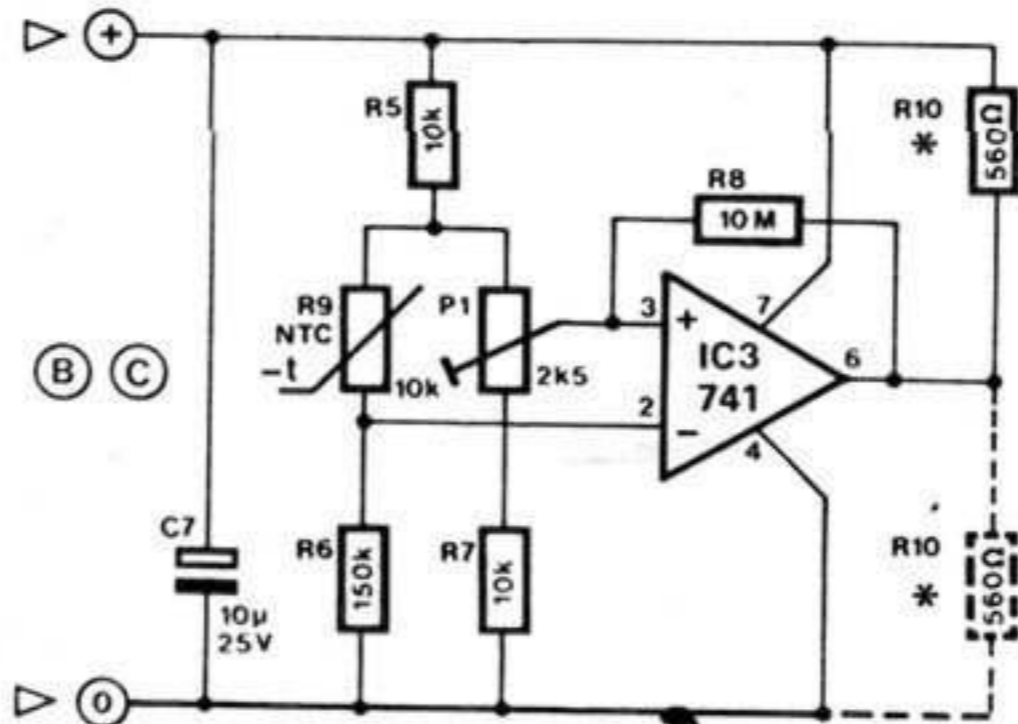 +
R5
10k
R10
*
560Ω
R8
10 M
R9
NTC
-t
10k
P1
2k5
3
+
7
IC3
741
6
2
-
4
B C
C7
10µ
25V
R6
150k
R7
10k
R10
*
560Ω
0